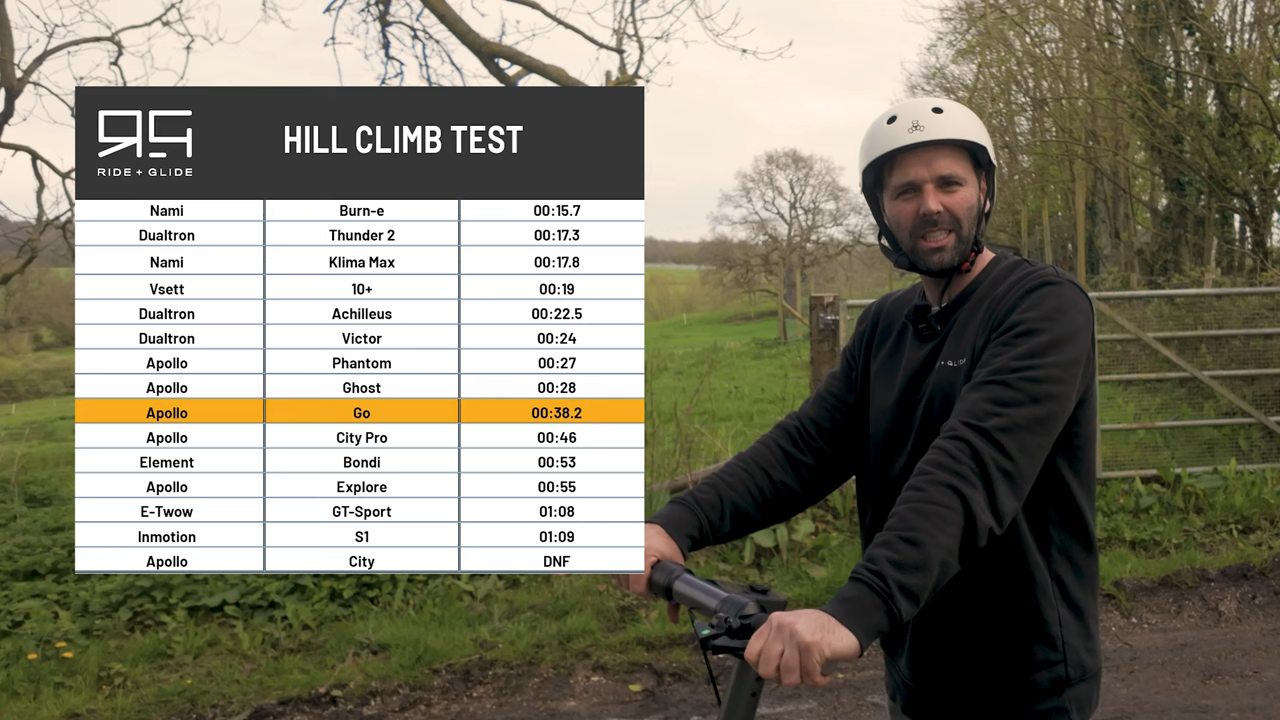 RIDE + GLIDE
HILL CLIMB TEST
Nami Burn-e 00:15.7
Dualtron Thunder 2 00:17.3
Nami Klima Max 00:17.8
Vsett 10+ 00:19
Dualtron Achilleus 00:22.5
Dualtron Victor 00:24
Apollo Phantom 00:27
Apollo Ghost 00:28
Apollo Go 00:38.2
Apollo City Pro 00:46
Element Bondi 00:53
Apollo Explore 00:55
E-Twow GT-Sport 01:08
Inmotion S1 01:09
Apollo City DNF
+ GLIDE